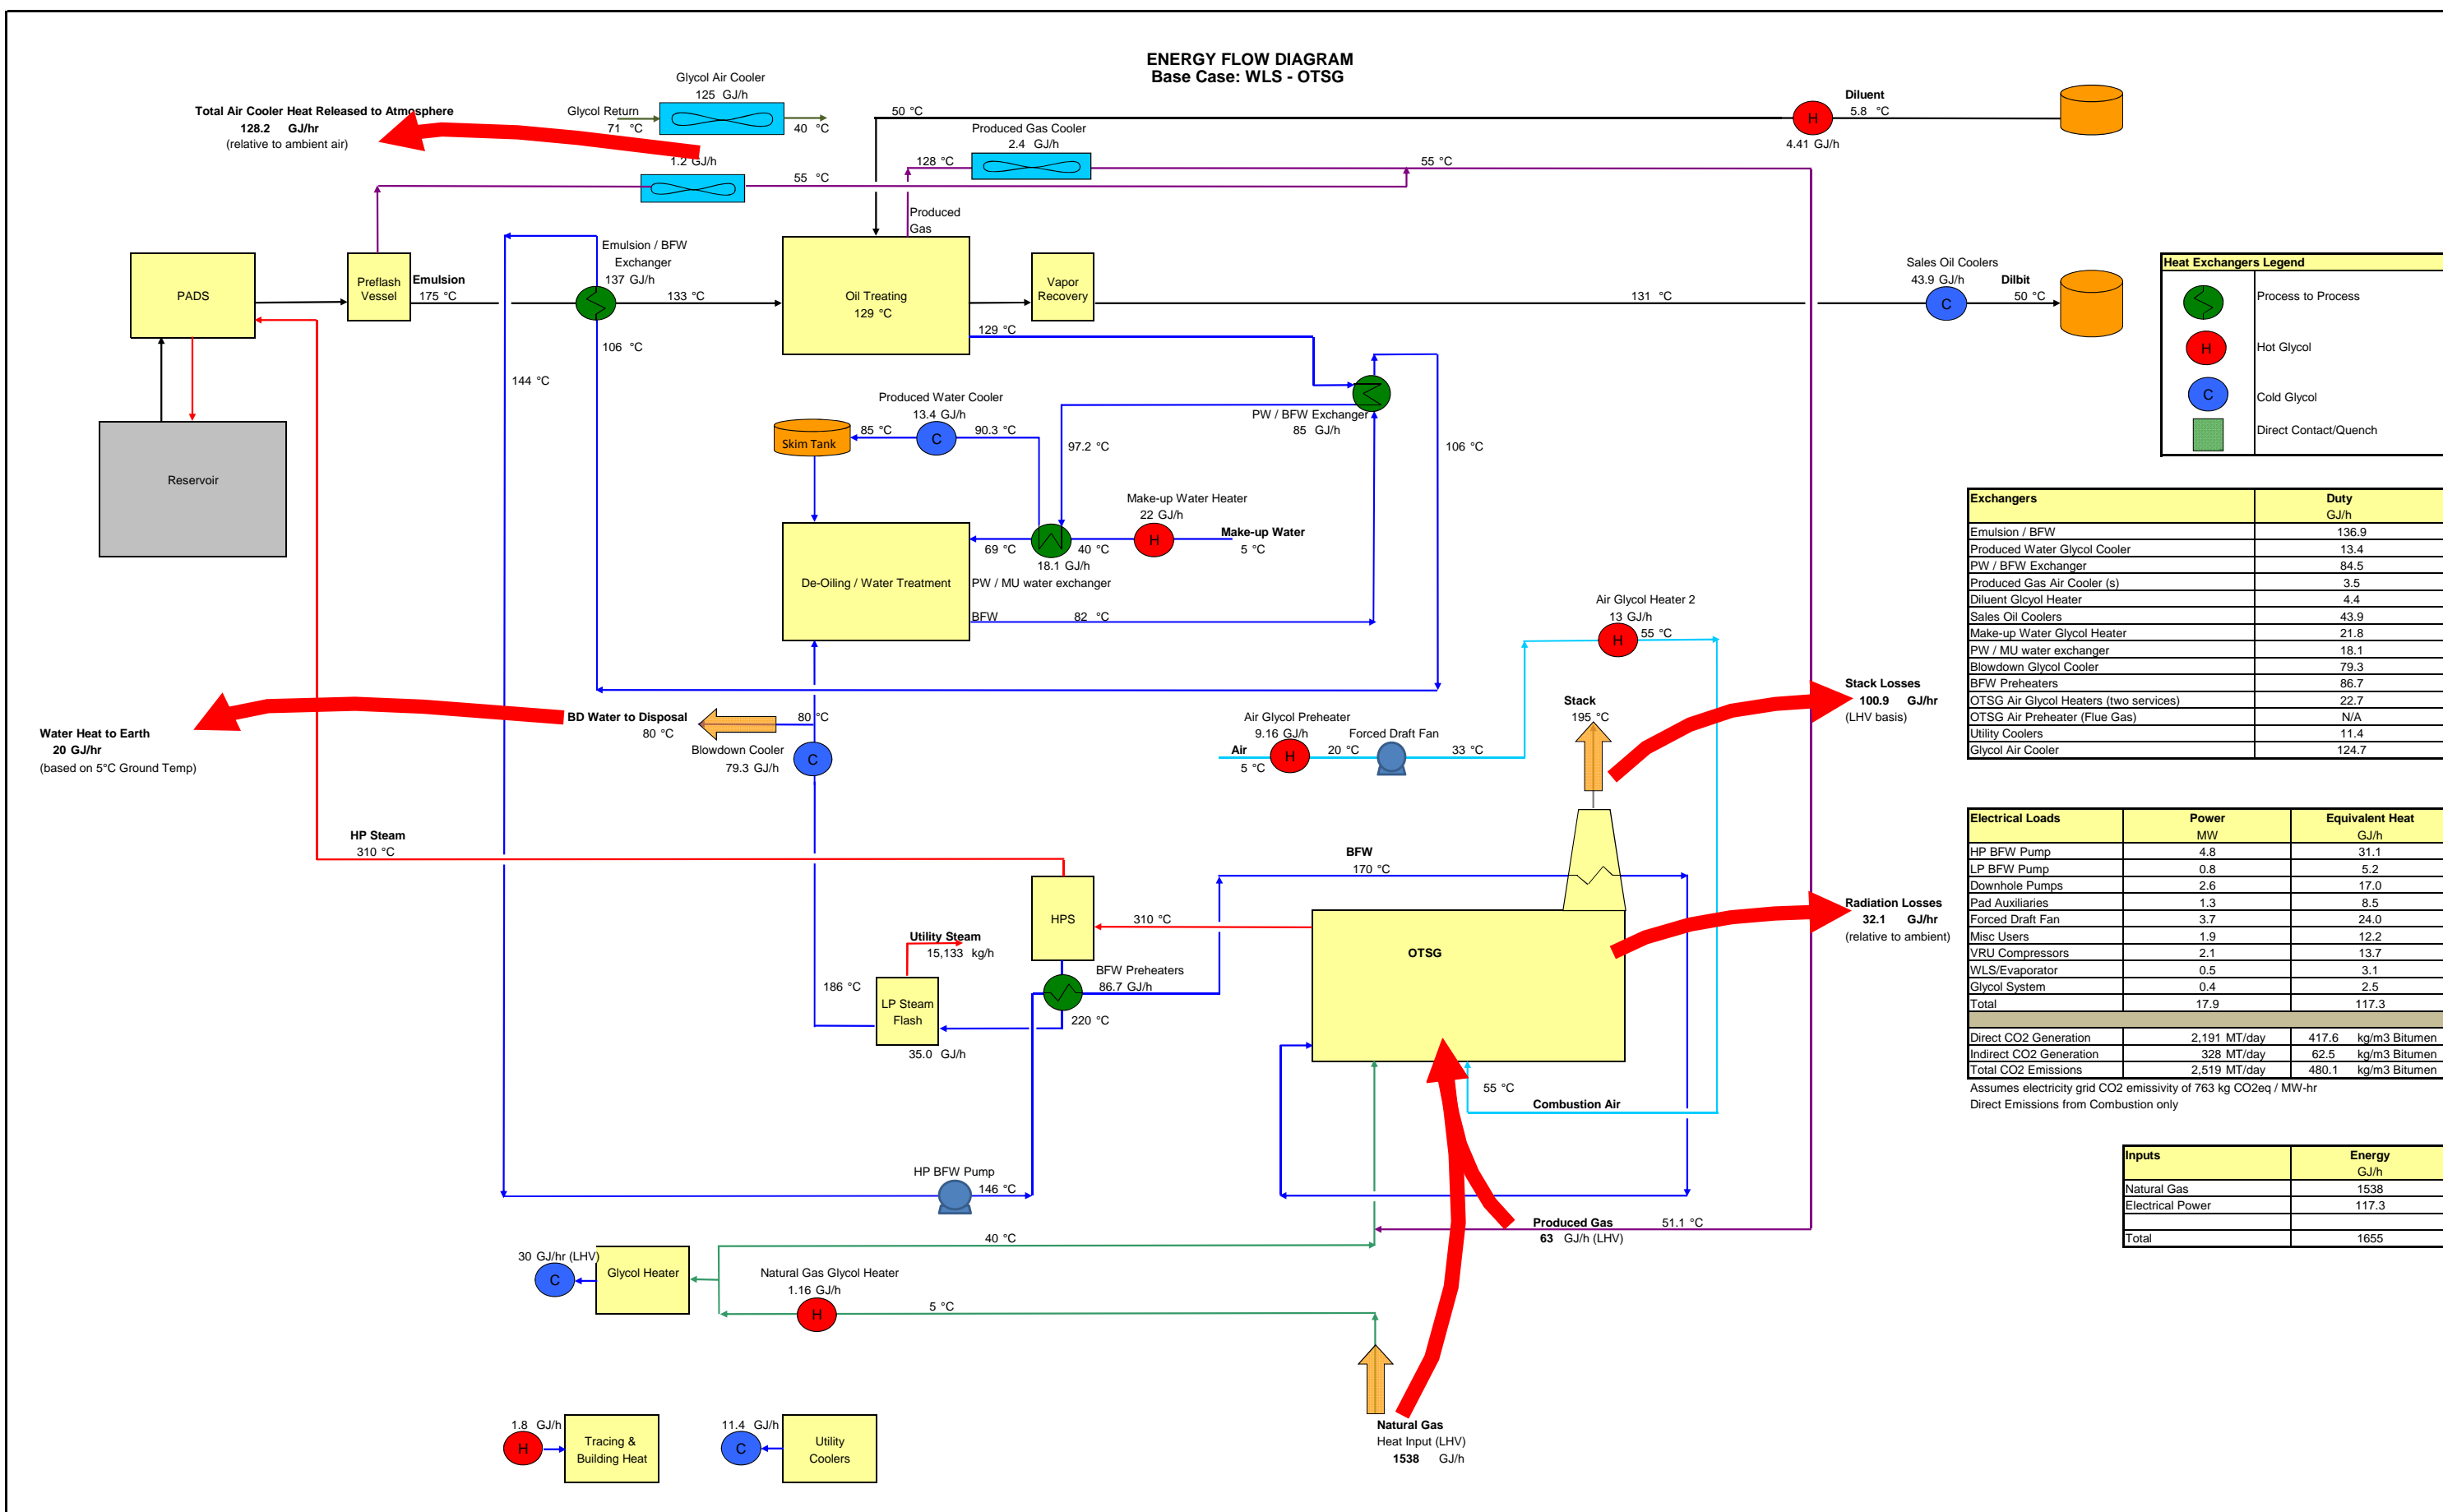 ENERGY FLOW DIAGRAM
Base Case: WLS - OTSG
Glycol Air Cooler
125 GJ/h
Total Air Cooler Heat Released to Atmosphere
128.2 GJ/hr
(relative to ambient air)
Glycol Return
71 °C
40 °C
1.2 GJ/h
55 °C
50 °C
Produced Gas Cooler
2.4 GJ/h
128 °C
55 °C
Diluent
5.8 °C
H
4.41 GJ/h
Produced
Gas
PADS
Preflash
Vessel
Emulsion
175 °C
Emulsion / BFW
Exchanger
137 GJ/h
133 °C
106 °C
144 °C
Oil Treating
129 °C
Vapor
Recovery
129 °C
131 °C
Sales Oil Coolers
43.9 GJ/h
C
Dilbit
50 °C
Heat Exchangers Legend
Process to Process
H
Hot Glycol
C
Cold Glycol
Direct Contact/Quench
Reservoir
Produced Water Cooler
13.4 GJ/h
Skim Tank
85 °C
C
90.3 °C
97.2 °C
PW / BFW Exchanger
85 GJ/h
106 °C
Make-up Water Heater
22 GJ/h
H
Make-up Water
5 °C
69 °C
40 °C
18.1 GJ/h
PW / MU water exchanger
De-Oiling / Water Treatment
BFW 82 °C
Exchangers Duty
GJ/h
Emulsion / BFW 136.9
Produced Water Glycol Cooler 13.4
PW / BFW Exchanger 84.5
Produced Gas Air Cooler (s) 3.5
Diluent Glcyol Heater 4.4
Sales Oil Coolers 43.9
Make-up Water Glycol Heater 21.8
PW / MU water exchanger 18.1
Blowdown Glycol Cooler 79.3
BFW Preheaters 86.7
OTSG Air Glycol Heaters (two services) 22.7
OTSG Air Preheater (Flue Gas) N/A
Utility Coolers 11.4
Glycol Air Cooler 124.7
Air Glycol Heater 2
13 GJ/h
H
55 °C
Stack Losses
100.9 GJ/hr
(LHV basis)
Stack
195 °C
Air Glycol Preheater
9.16 GJ/h
Air
5 °C
H
20 °C
Forced Draft Fan
33 °C
BD Water to Disposal
80 °C
80 °C
Blowdown Cooler
79.3 GJ/h
C
Water Heat to Earth
20 GJ/hr
(based on 5°C Ground Temp)
HP Steam
310 °C
Electrical Loads Power Equivalent Heat
MW GJ/h
HP BFW Pump 4.8 31.1
LP BFW Pump 0.8 5.2
Downhole Pumps 2.6 17.0
Pad Auxiliaries 1.3 8.5
Forced Draft Fan 3.7 24.0
Misc Users 1.9 12.2
VRU Compressors 2.1 13.7
WLS/Evaporator 0.5 3.1
Glycol System 0.4 2.5
Total 17.9 117.3
Direct CO2 Generation 2,191 MT/day 417.6 kg/m3 Bitumen
Indirect CO2 Generation 328 MT/day 62.5 kg/m3 Bitumen
Total CO2 Emissions 2,519 MT/day 480.1 kg/m3 Bitumen
Assumes electricity grid CO2 emissivity of 763 kg CO2eq / MW-hr
Direct Emissions from Combustion only
BFW
170 °C
Radiation Losses
32.1 GJ/hr
(relative to ambient)
HPS
310 °C
OTSG
Utility Steam
15,133 kg/h
BFW Preheaters
86.7 GJ/h
220 °C
186 °C
LP Steam
Flash
35.0 GJ/h
55 °C
Combustion Air
HP BFW Pump
146 °C
Inputs Energy
GJ/h
Natural Gas 1538
Electrical Power 117.3
Total 1655
Produced Gas 51.1 °C
63 GJ/h (LHV)
40 °C
30 GJ/hr (LHV)
C
Glycol Heater
Natural Gas Glycol Heater
1.16 GJ/h
H
5 °C
1.8 GJ/h
H
Tracing &
Building Heat
11.4 GJ/h
C
Utility
Coolers
Natural Gas
Heat Input (LHV)
1538 GJ/h